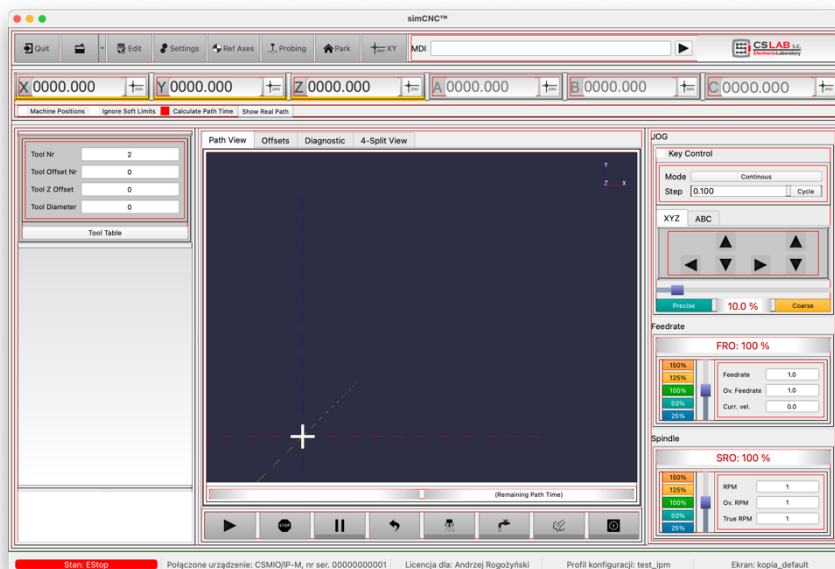 simCNC™
Quit Edit Settings Ref Axes Probing Park XY MDI CSLAB s.c.
ElectronicLaboratory
X 0000.000 Y 0000.000 Z 0000.000 A 0000.000 B 0000.000 C 0000.000
Machine Positions Ignore Soft Limits Calculate Path Time Show Real Path
Path View Offsets Diagnostic 4-Split View
Tool Nr 2
Tool Offset Nr 0
Tool Z Offset 0
Tool Diameter 0
Tool Table
Y
Z X
(Remaining Path Time)
STOP
JOG
Key Control
Mode Continous
Step 0.100 Cycle
XYZ ABC
Precise 10.0 % Coarse
Feedrate
FRO: 100 %
150%
125%
100%
50%
25%
Feedrate 1.0
Ov. Feedrate 1.0
Curr. vel. 0.0
Spindle
SRO: 100 %
150%
125%
100%
50%
25%
RPM 1
Ov. RPM 1
True RPM 1
Stan: EStop Połączone urządzenie: CSMIO/IP-M, nr ser. 00000000001 Licencja dla: Andrzej Rogożyński Profil konfiguracji: test_ipm Ekran: kopia_default